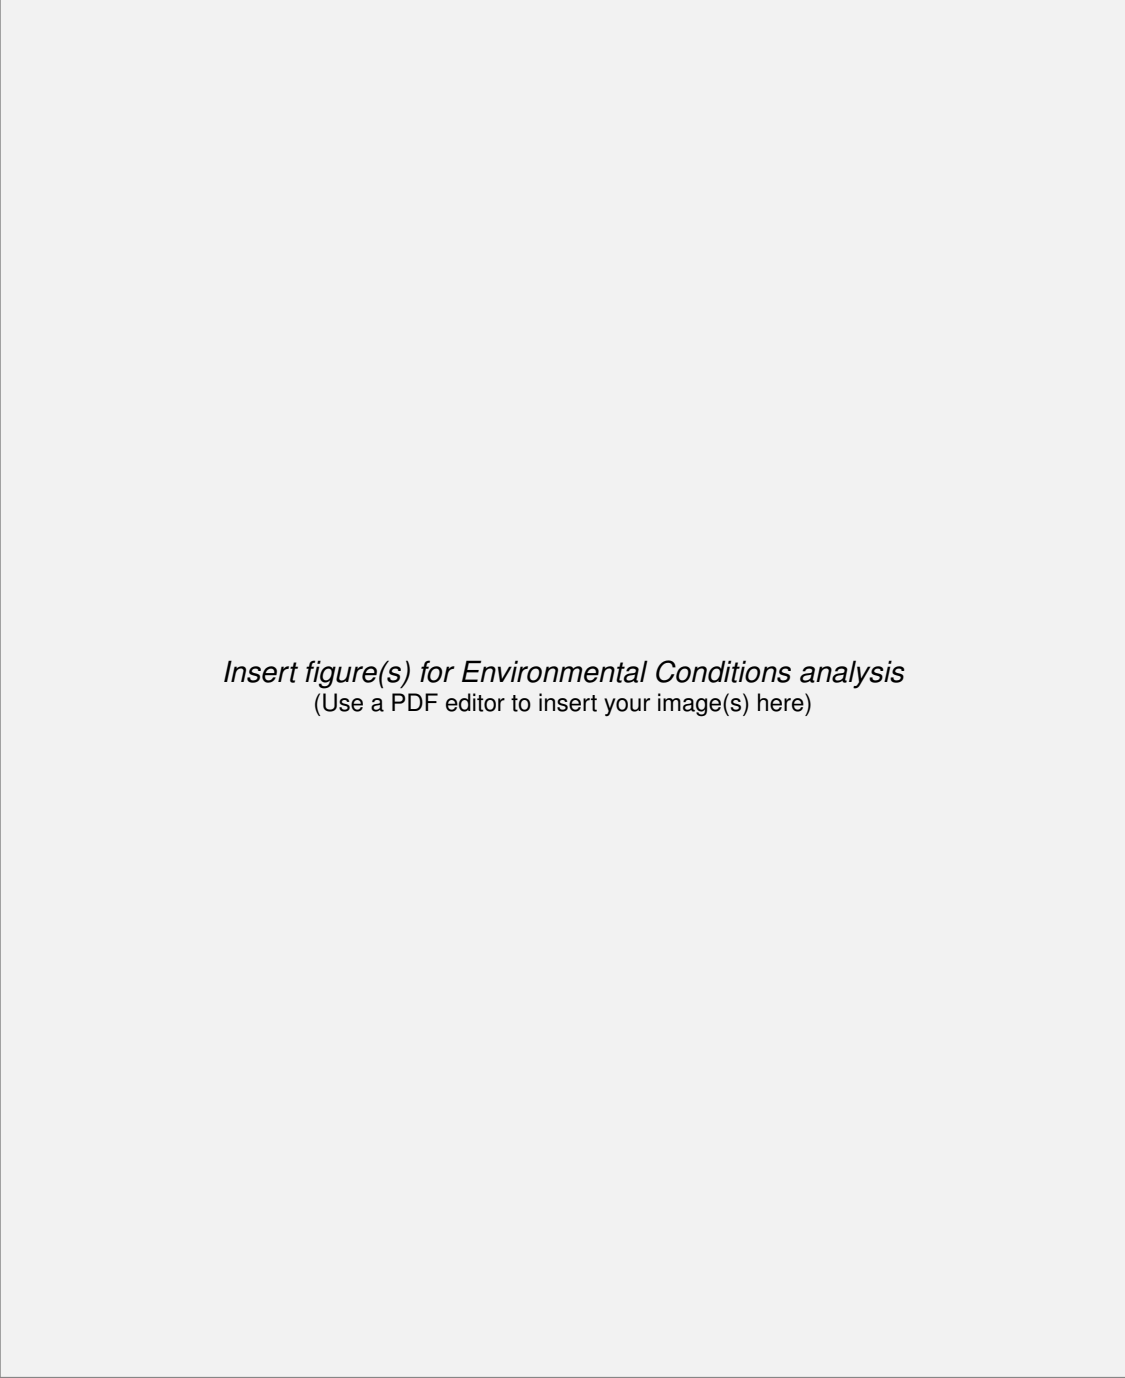 Insert figure(s) for Environmental Conditions analysis
(Use a PDF editor to insert your image(s) here)